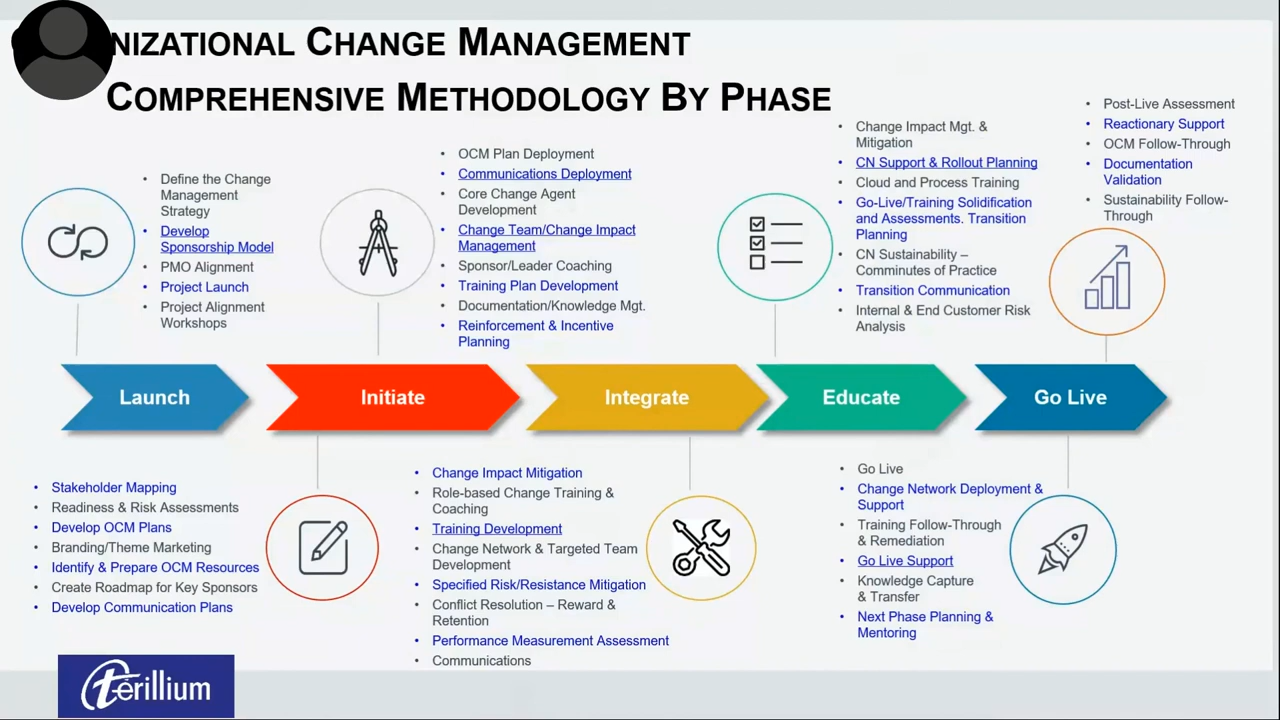 NIZATIONAL CHANGE MANAGEMENT
COMPREHENSIVE METHODOLOGY BY PHASE
• Define the Change
Management
Strategy
• Develop
Sponsorship Model
• PMO Alignment
• Project Launch
• Project Alignment
Workshops
• OCM Plan Deployment
• Communications Deployment
• Core Change Agent
Development
• Change Team/Change Impact
Management
• Sponsor/Leader Coaching
• Training Plan Development
• Documentation/Knowledge Mgt.
• Reinforcement & Incentive
Planning
• Change Impact Mgt. &
Mitigation
• CN Support & Rollout Planning
• Cloud and Process Training
• Go-Live/Training Solidification
and Assessments. Transition
Planning
• CN Sustainability –
Comminutes of Practice
• Transition Communication
• Internal & End Customer Risk
Analysis
• Post-Live Assessment
• Reactionary Support
• OCM Follow-Through
• Documentation
Validation
• Sustainability Follow-
Through
Launch
Initiate
Integrate
Educate
Go Live
• Stakeholder Mapping
• Readiness & Risk Assessments
• Develop OCM Plans
• Branding/Theme Marketing
• Identify & Prepare OCM Resources
• Create Roadmap for Key Sponsors
• Develop Communication Plans
• Change Impact Mitigation
• Role-based Change Training &
Coaching
• Training Development
• Change Network & Targeted Team
Development
• Specified Risk/Resistance Mitigation
• Conflict Resolution – Reward &
Retention
• Performance Measurement Assessment
• Communications
• Go Live
• Change Network Deployment &
Support
• Training Follow-Through
& Remediation
• Go Live Support
• Knowledge Capture
& Transfer
• Next Phase Planning &
Mentoring
terillium